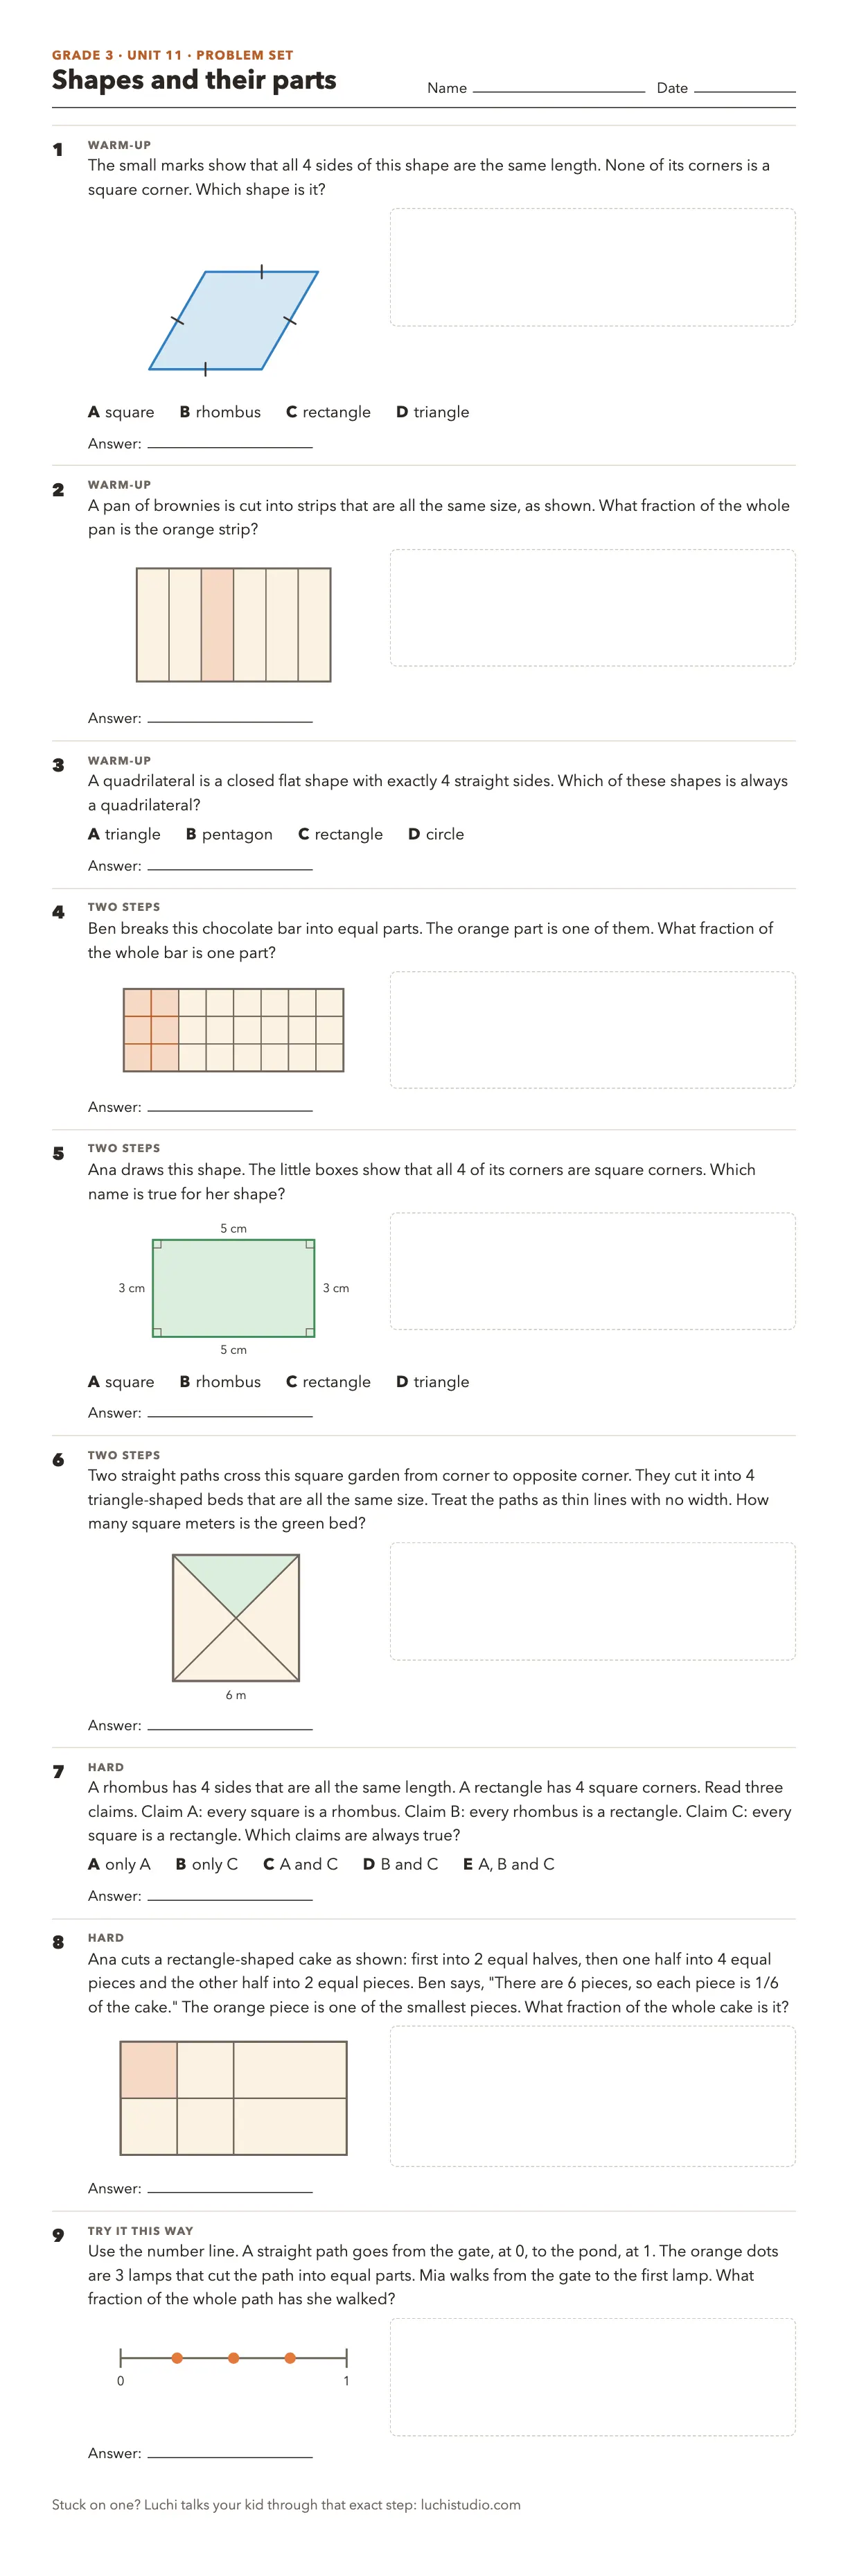 GRADE 3 · UNIT 11 · PROBLEM SET
Shapes and their parts
Name
Date
1
WARM-UP
The small marks show that all 4 sides of this shape are the same length. None of its corners is a
square corner. Which shape is it?
A square B rhombus C rectangle D triangle
Answer:
2
WARM-UP
A pan of brownies is cut into strips that are all the same size, as shown. What fraction of the whole
pan is the orange strip?
Answer:
3
WARM-UP
A quadrilateral is a closed flat shape with exactly 4 straight sides. Which of these shapes is always
a quadrilateral?
A triangle B pentagon C rectangle D circle
Answer:
4
TWO STEPS
Ben breaks this chocolate bar into equal parts. The orange part is one of them. What fraction of
the whole bar is one part?
Answer:
5
TWO STEPS
Ana draws this shape. The little boxes show that all 4 of its corners are square corners. Which
name is true for her shape?
5 cm
3 cm
3 cm
5 cm
A square B rhombus C rectangle D triangle
Answer:
6
TWO STEPS
Two straight paths cross this square garden from corner to opposite corner. They cut it into 4
triangle-shaped beds that are all the same size. Treat the paths as thin lines with no width. How
many square meters is the green bed?
6 m
Answer:
7
HARD
A rhombus has 4 sides that are all the same length. A rectangle has 4 square corners. Read three
claims. Claim A: every square is a rhombus. Claim B: every rhombus is a rectangle. Claim C: every
square is a rectangle. Which claims are always true?
A only A B only C C A and C D B and C E A, B and C
Answer:
8
HARD
Ana cuts a rectangle-shaped cake as shown: first into 2 equal halves, then one half into 4 equal
pieces and the other half into 2 equal pieces. Ben says, "There are 6 pieces, so each piece is 1/6
of the cake." The orange piece is one of the smallest pieces. What fraction of the whole cake is it?
Answer:
9
TRY IT THIS WAY
Use the number line. A straight path goes from the gate, at 0, to the pond, at 1. The orange dots
are 3 lamps that cut the path into equal parts. Mia walks from the gate to the first lamp. What
fraction of the whole path has she walked?
0
1
Answer:
Stuck on one? Luchi talks your kid through that exact step: luchistudio.com